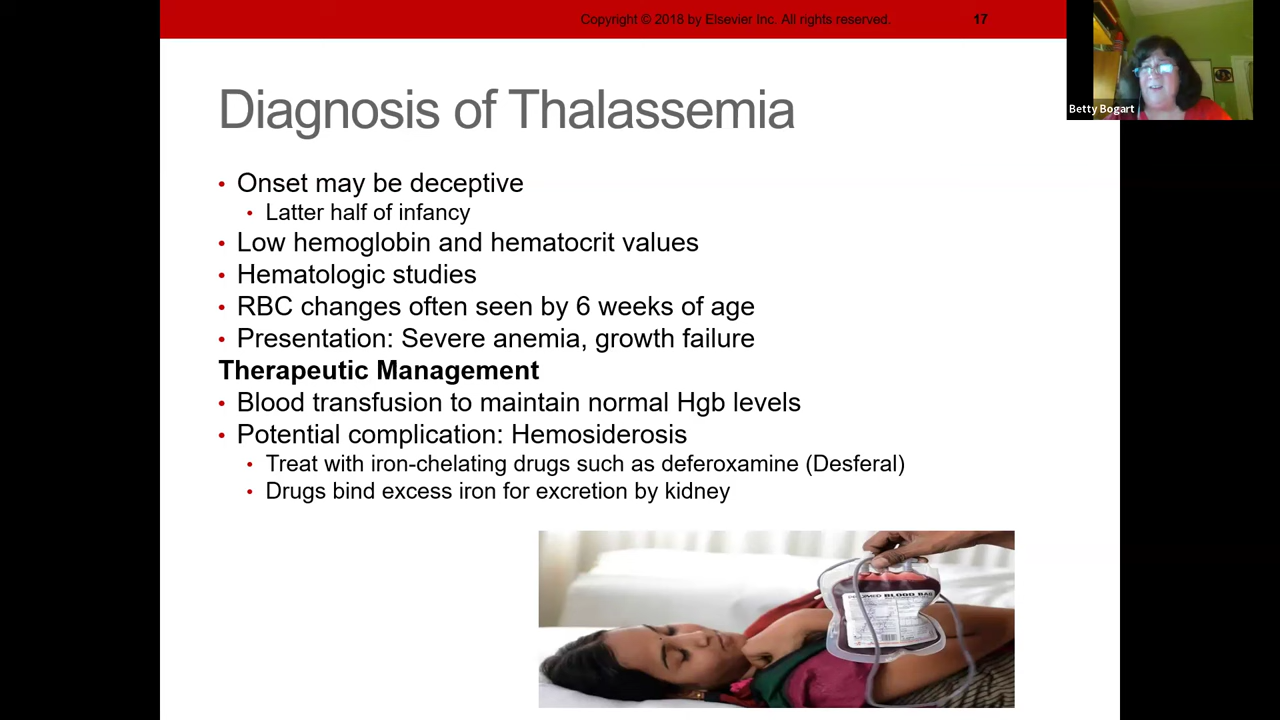 Copyright © 2018 by Elsevier Inc. All rights reserved. 17
Betty Bogart
Diagnosis of Thalassemia
• Onset may be deceptive
• Latter half of infancy
• Low hemoglobin and hematocrit values
• Hematologic studies
• RBC changes often seen by 6 weeks of age
• Presentation: Severe anemia, growth failure
Therapeutic Management
• Blood transfusion to maintain normal Hgb levels
• Potential complication: Hemosiderosis
• Treat with iron-chelating drugs such as deferoxamine (Desferal)
• Drugs bind excess iron for excretion by kidney
BLOOD BAG